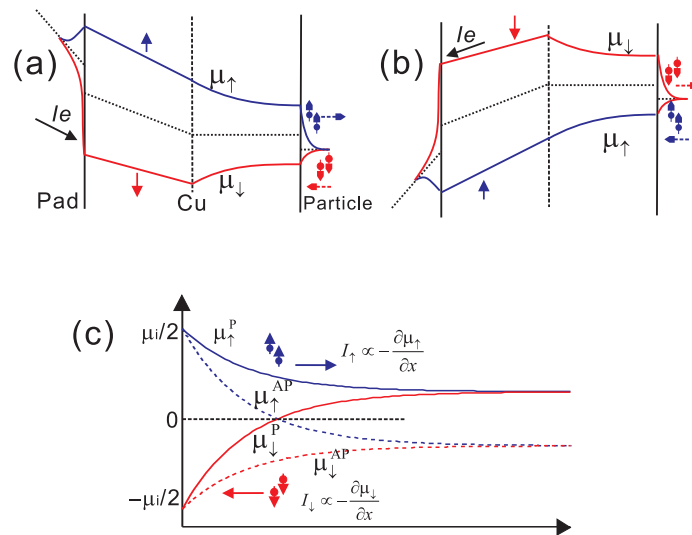 (a)
μ↑
Ie
μ↓
Pad
Cu
Particle
(b)
Ie
μ↓
μ↑
(c)
μi/2
μ↑^P
I↑ ∝ −∂μ↑/∂x
μ↑^AP
0
μ↓^P
μ↓^AP
−μi/2
I↓ ∝ −∂μ↓/∂x